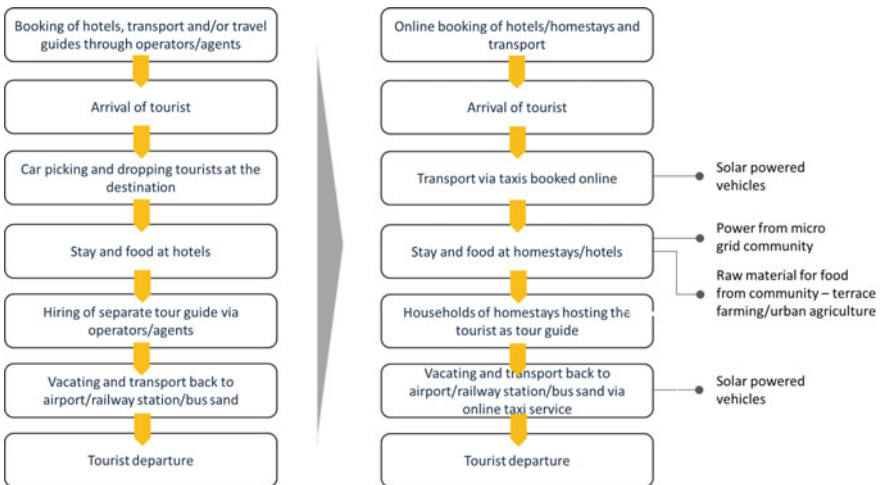 Booking of hotels, transport and/or travel
guides through operators/agents
Arrival of tourist
Car picking and dropping tourists at the
destination
Stay and food at hotels
Hiring of separate tour guide via
operators/agents
Vacating and transport back to
airport/railway station/bus sand
Tourist departure
Online booking of hotels/homestays and
transport
Arrival of tourist
Transport via taxis booked online
Stay and food at homestays/hotels
Households of homestays hosting the
tourist as tour guide
Vacating and transport back to
airport/railway station/bus sand via
online taxi service
Tourist departure
Solar powered
vehicles
Power from micro
grid community
Raw material for food
from community – terrace
farming/urban agriculture
Solar powered
vehicles